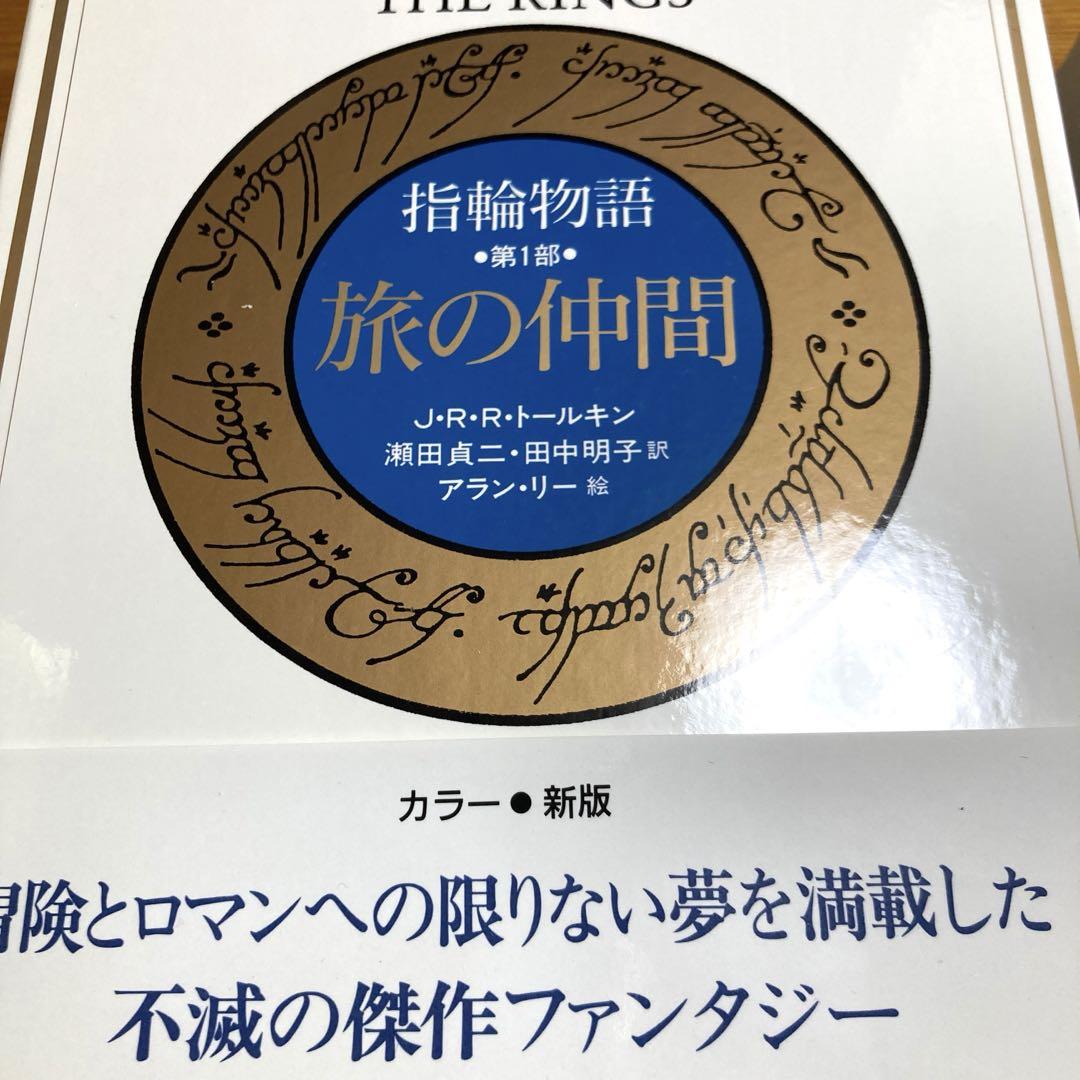 THE RINGS
指輪物語
•第1部•
旅の仲間
J・R・R・トールキン
瀬田貞二・田中明子 訳
アラン・リー 絵
カラー●新版
冒険とロマンへの限りない夢を満載した
不滅の傑作ファンタジー